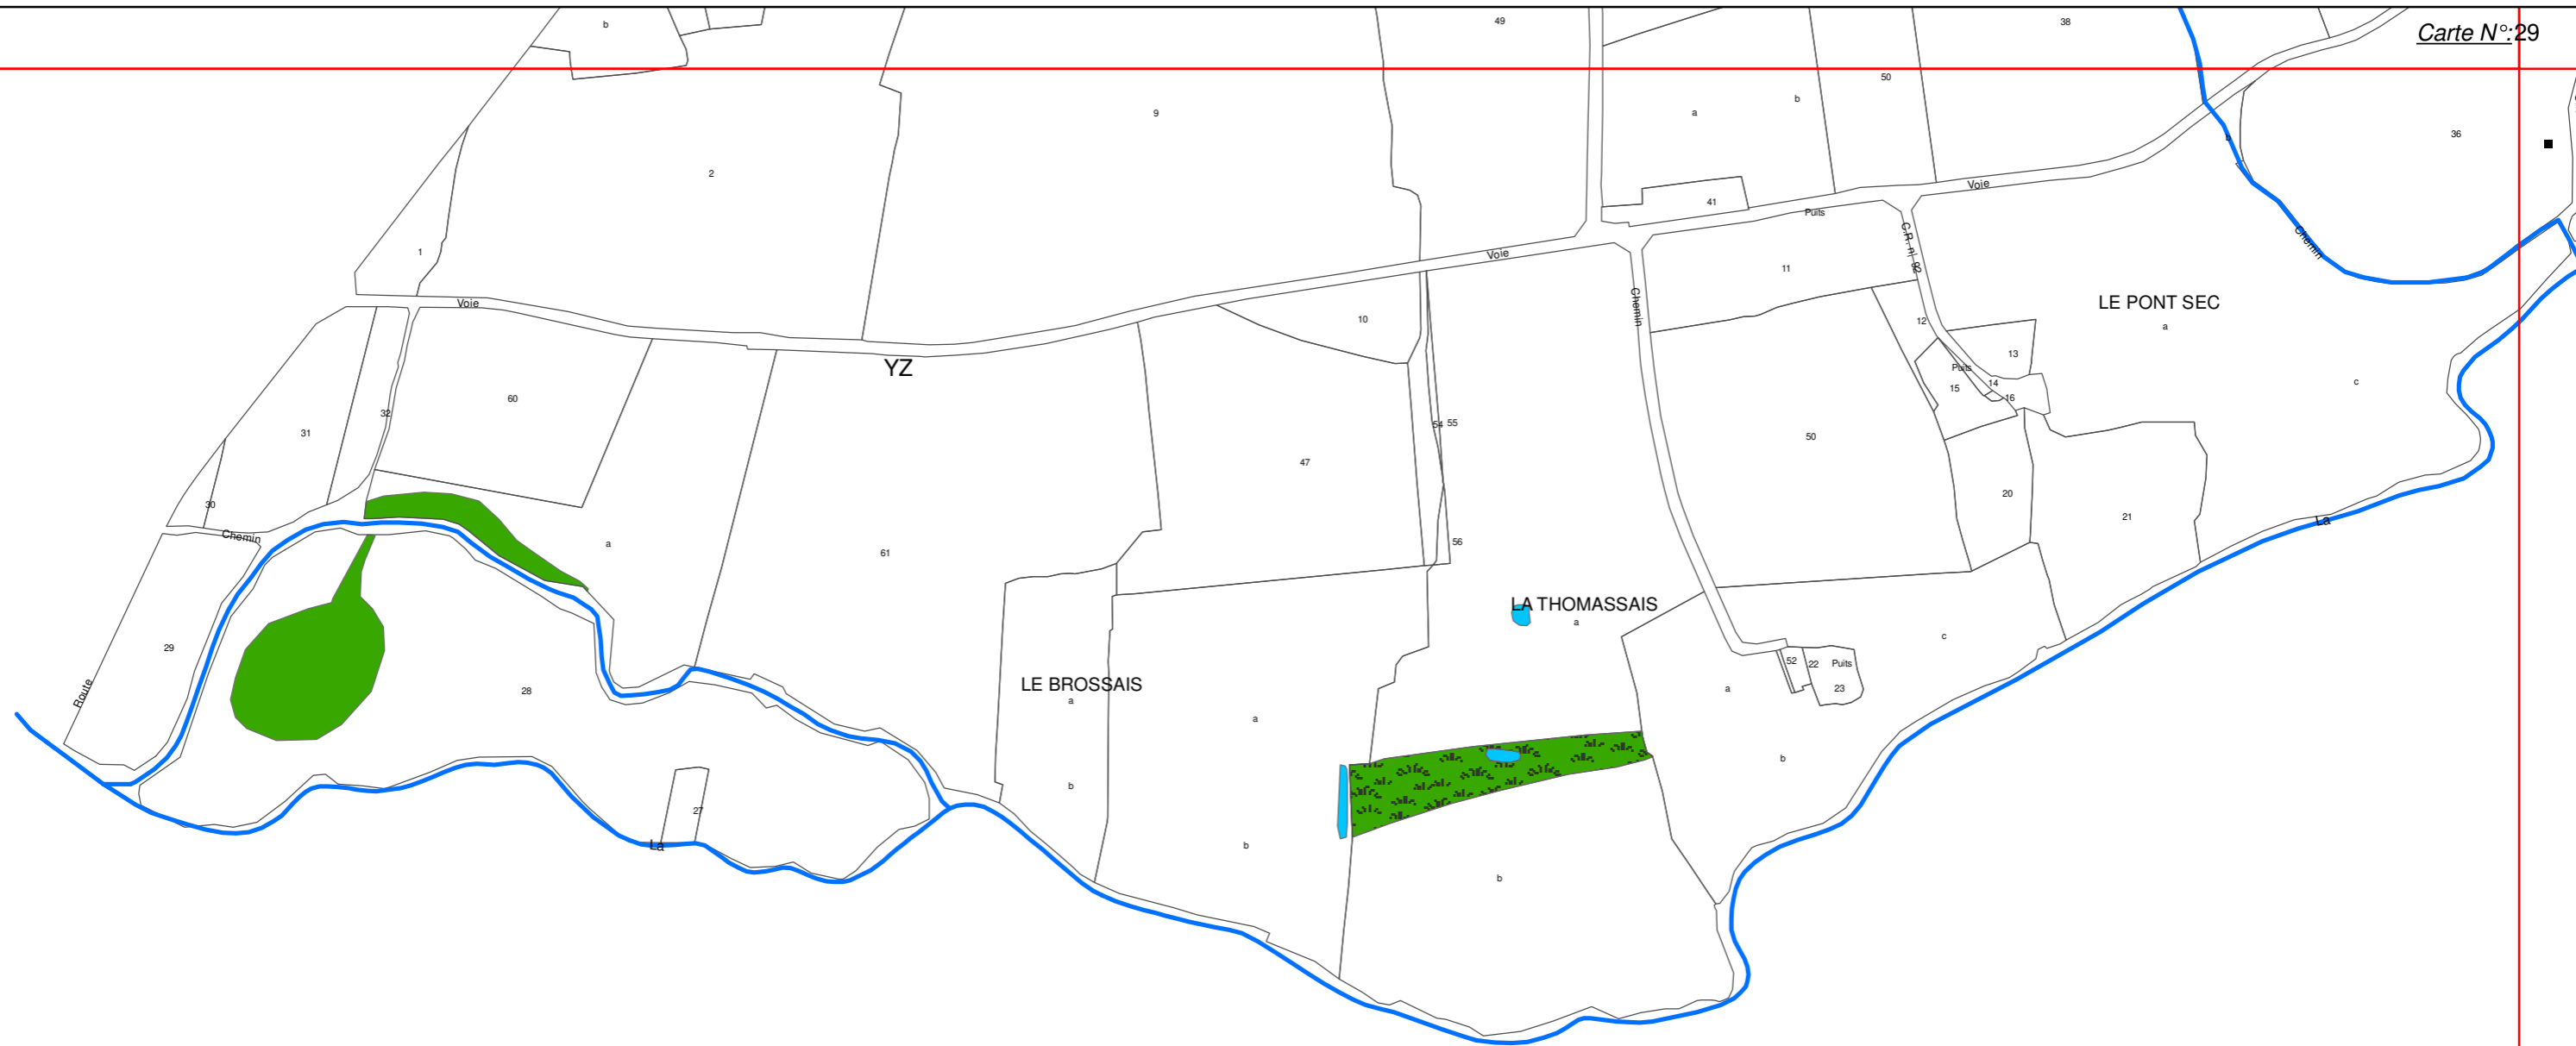 b
49
38
Carte N°:29
50
9
a
b
b
36
2
41
Voie
Puits
1
Voie
C.R. n
92
11
LE PONT SEC
a
Chemin
Voie
Chemin
10
12
13
YZ
Puits
14
15
16
c
60
32
31
54
55
50
47
20
30
21
La
Chemin
a
61
56
LA THOMASSAIS
a
c
29
52
22
Puits
23
Route
28
LE BROSSAIS
a
a
a
b
b
27
La
b
b